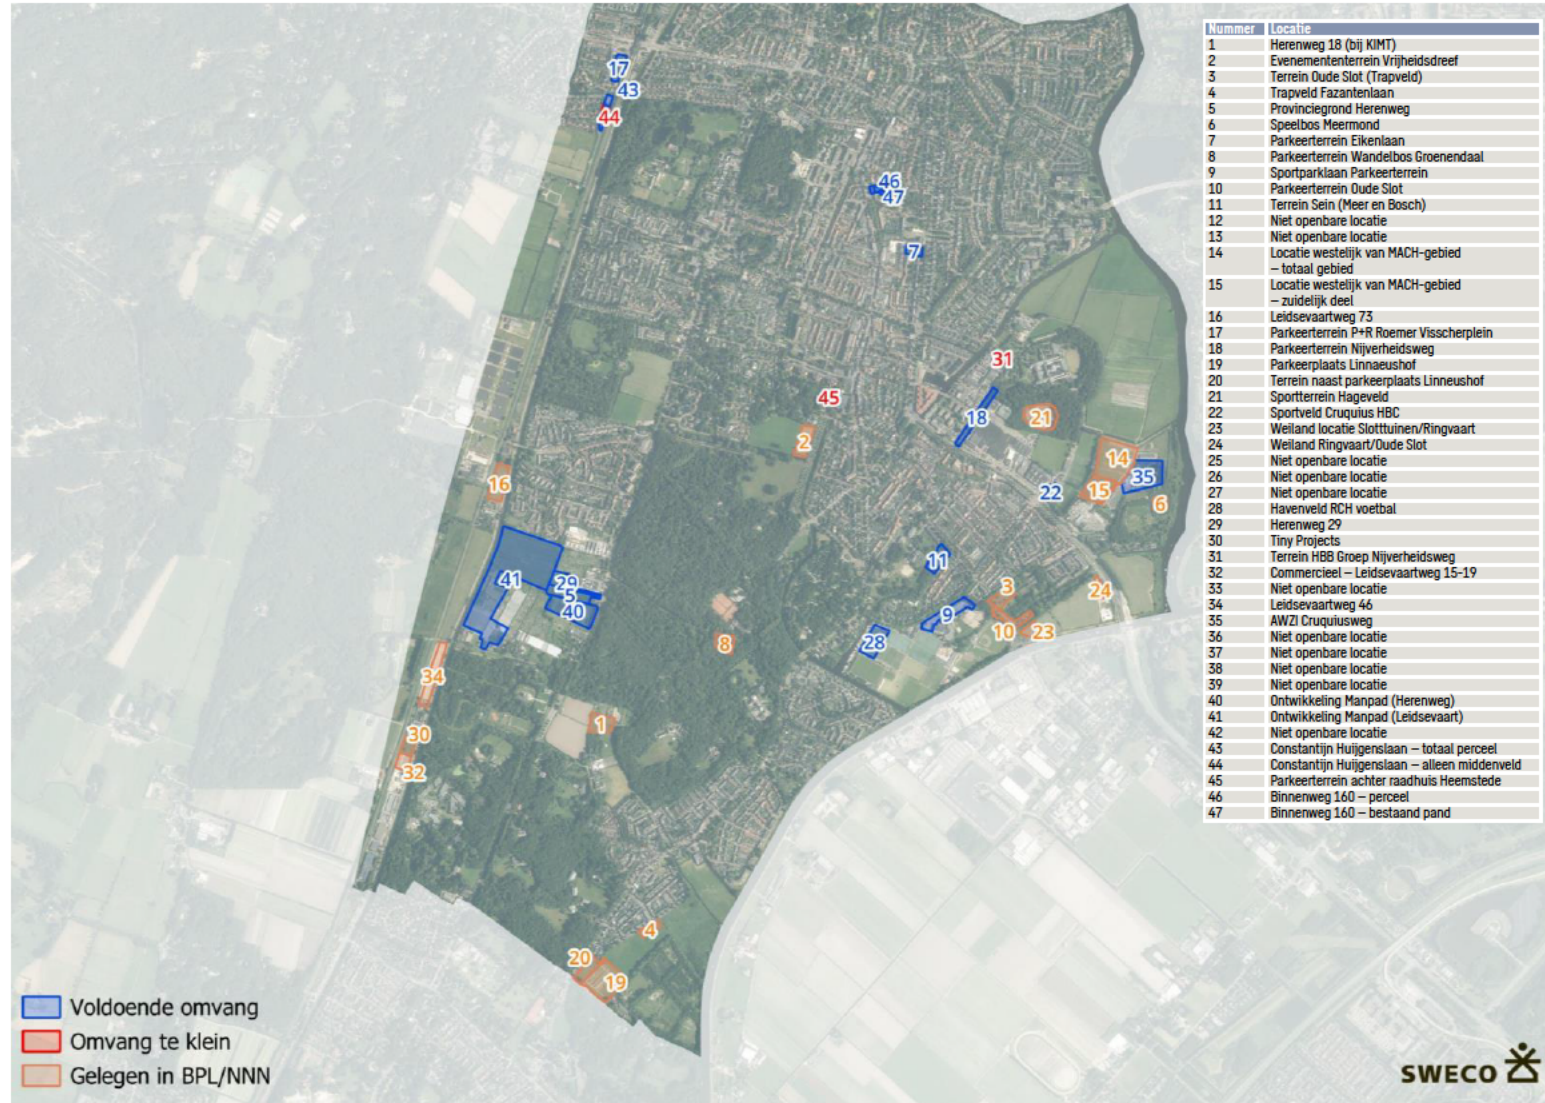 Nummer Locatie
1 Herenweg 18 (bij KIMT)
2 Evenemententerrein Vrijheidsdreef
3 Terrein Oude Slot (Trapveld)
4 Trapveld Fazantenlaan
5 Provinciegrond Herenweg
6 Speelbos Meermond
7 Parkeerterrein Eikenlaan
8 Parkeerterrein Wandelbos Groenendaal
9 Sportparklaan Parkeerterrein
10 Parkeerterrein Oude Slot
11 Terrein Sein (Meer en Bosch)
12 Niet openbare locatie
13 Niet openbare locatie
14 Locatie westelijk van MACH-gebied
– totaal gebied
15 Locatie westelijk van MACH-gebied
– zuidelijk deel
16 Leidsevaartweg 73
17 Parkeerterrein P+R Roemer Visscherplein
18 Parkeerterrein Nijverheidsweg
19 Parkeerplaats Linnaeushof
20 Terrein naast parkeerplaats Linneushof
21 Sportterrein Hageveld
22 Sportveld Cruquius HBC
23 Weiland locatie Slotttuinen/Ringvaart
24 Weiland Ringvaart/Oude Slot
25 Niet openbare locatie
26 Niet openbare locatie
27 Niet openbare locatie
28 Havenveld RCH voetbal
29 Herenweg 29
30 Tiny Projects
31 Terrein HBB Groep Nijverheidsweg
32 Commercieel – Leidsevaartweg 15-19
33 Niet openbare locatie
34 Leidsevaartweg 46
35 AWZI Cruquiusweg
36 Niet openbare locatie
37 Niet openbare locatie
38 Niet openbare locatie
39 Niet openbare locatie
40 Ontwikkeling Manpad (Herenweg)
41 Ontwikkeling Manpad (Leidsevaart)
42 Niet openbare locatie
43 Constantijn Huijgenslaan – totaal perceel
44 Constantijn Huijgenslaan – alleen middenveld
45 Parkeerterrein achter raadhuis Heemstede
46 Binnenweg 160 – perceel
47 Binnenweg 160 – bestaand pand
17
43
44
46
47
7
31
45
18
21
2
14
35
16
15
22
6
11
41
29
5
40
3
24
9
10
23
28
8
34
1
30
32
4
20
19
Voldoende omvang
Omvang te klein
Gelegen in BPL/NNN
SWECO